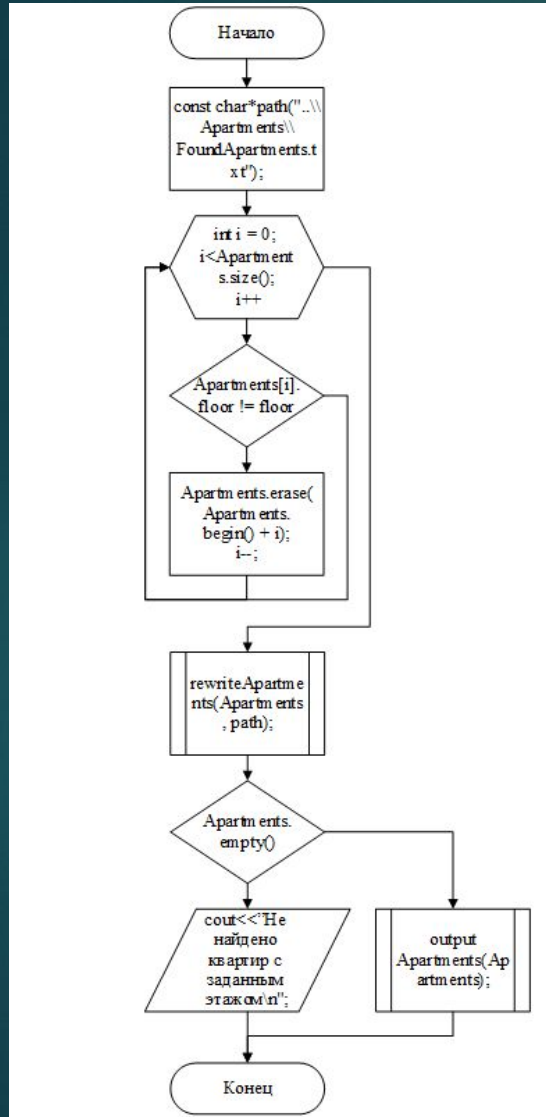 Начало
const char*path("..\\
Apartments\\
FoundApartments.t
xt");
int i = 0;
i<Apartment
s.size();
i++
Apartments[i].
floor != floor
Apartments.erase(
Apartments.
begin() + i);
i--;
rewriteApartme
nts(Apartments
, path);
Apartments.
empty()
cout<<"Не
найдено
квартир с
заданным
этажом\n";
output
Apartments(Ap
artments);
Конец